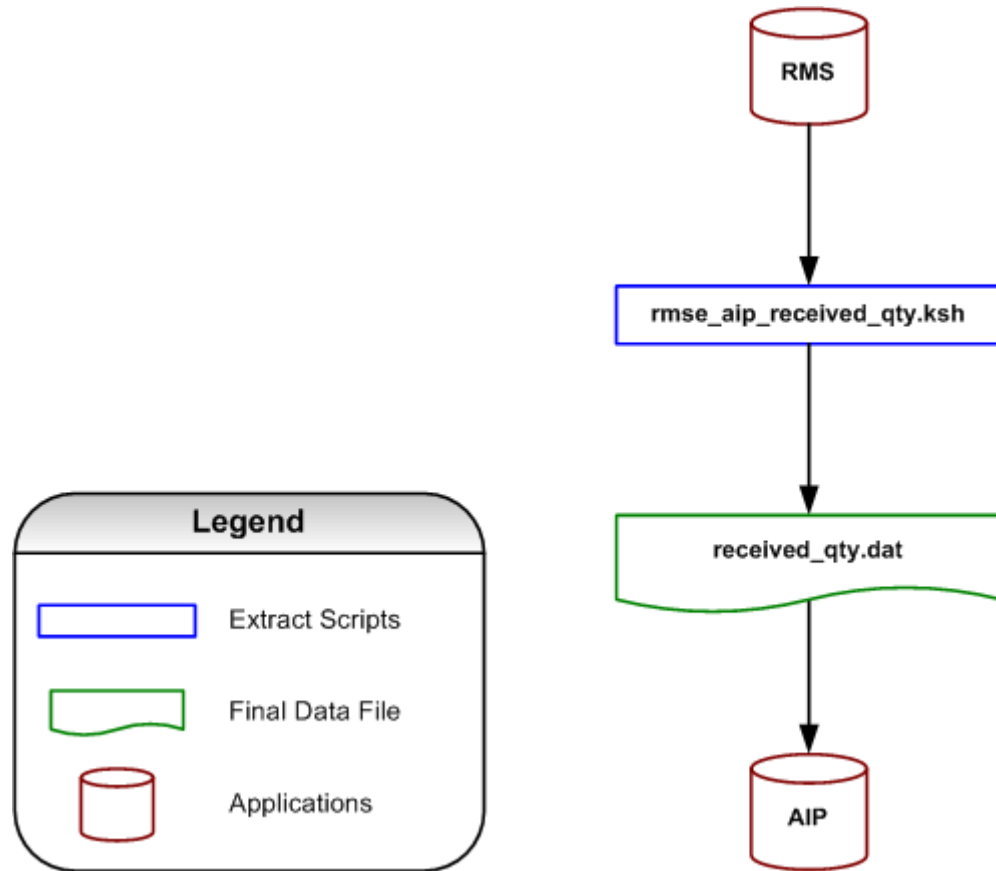 RMS
rmse_aip_received_qty.ksh
received_qty.dat
AIP
Legend
Extract Scripts
Final Data File
Applications